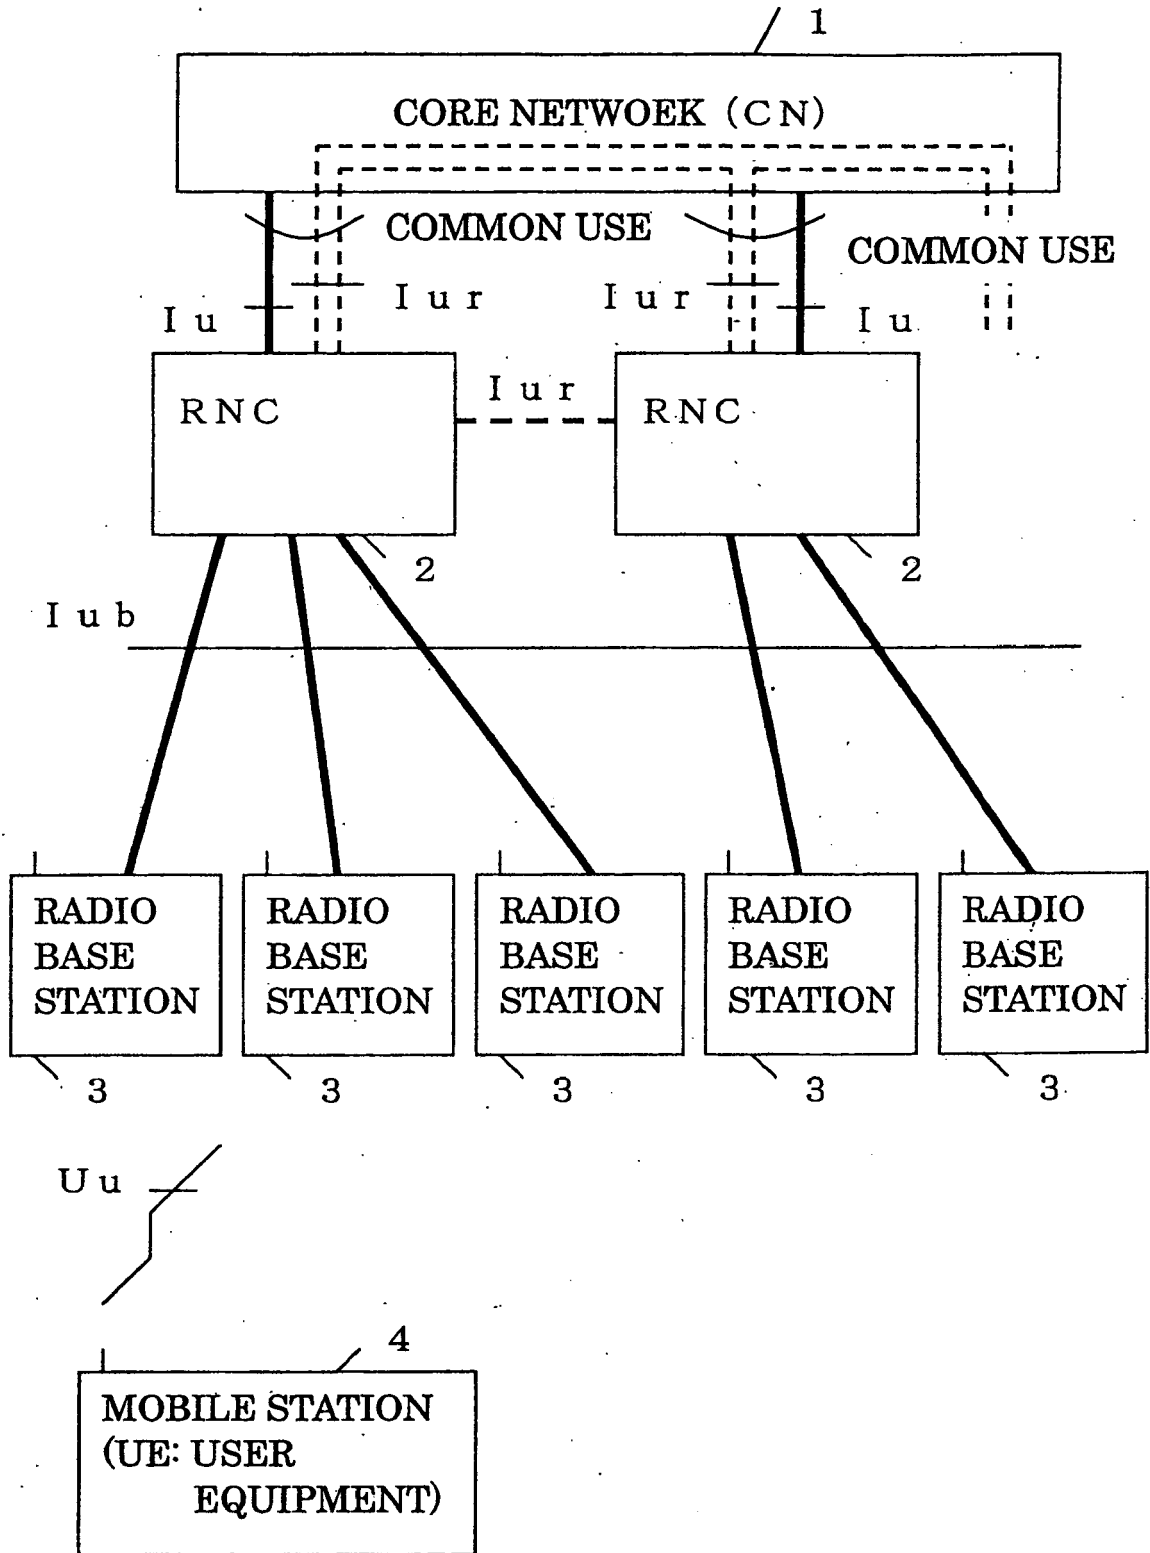 1
CORE NETWOEK (CN)
COMMON USE
COMMON USE
Iur
Iur
Iu
Iu
Iur
RNC
RNC
2
2
Iub
RADIO
BASE
STATION
RADIO
BASE
STATION
RADIO
BASE
STATION
RADIO
BASE
STATION
RADIO
BASE
STATION
3
3
3
3
3
Uu
4
MOBILE STATION
(UE: USER
EQUIPMENT)